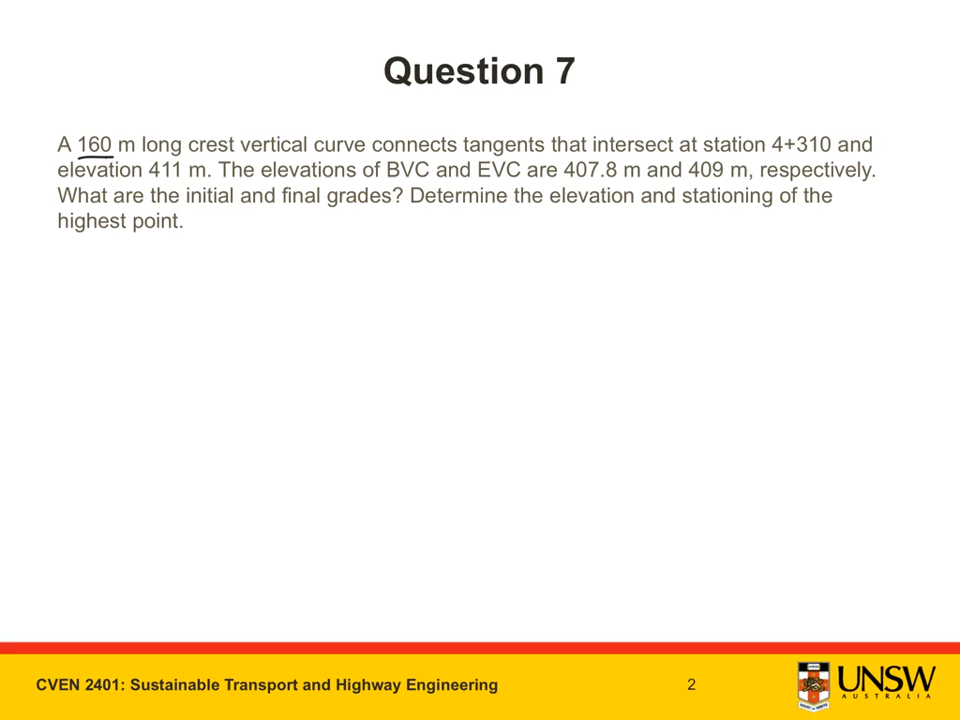 Question 7
A 160 m long crest vertical curve connects tangents that intersect at station 4+310 and
elevation 411 m. The elevations of BVC and EVC are 407.8 m and 409 m, respectively.
What are the initial and final grades? Determine the elevation and stationing of the
highest point.
CVEN 2401: Sustainable Transport and Highway Engineering
2
UNSW
AUSTRALIA